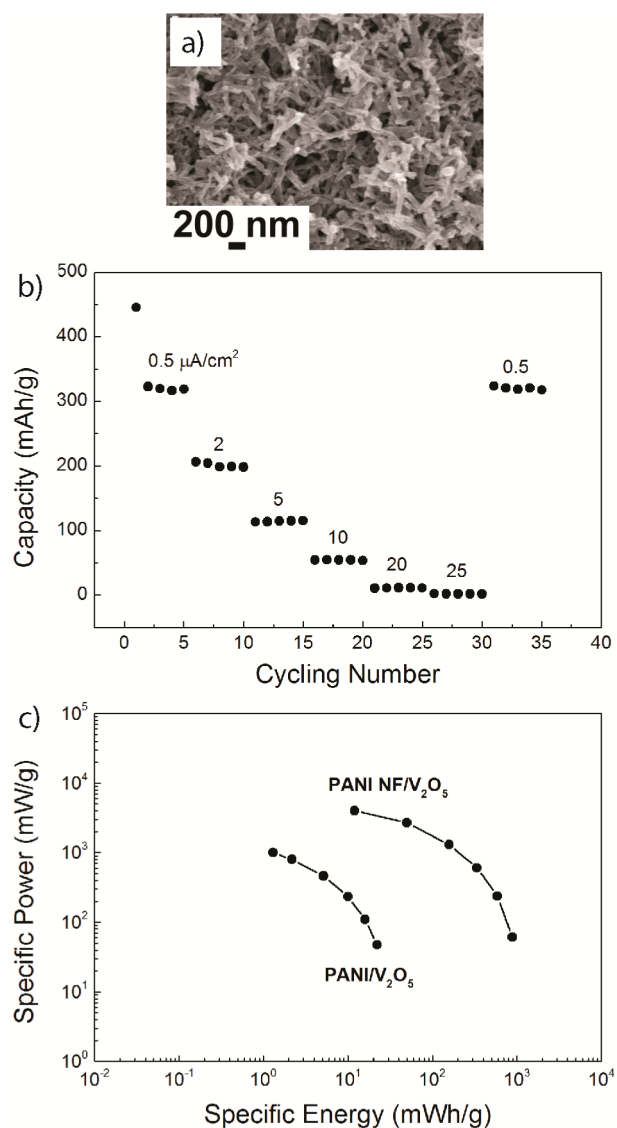 a)
200 nm
b)
500
400
300
200
100
0
0.5 μA/cm²
2
5
10
20
25
0.5
0 5 10 15 20 25 30 35 40
Capacity (mAh/g)
Cycling Number
c)
10⁵
10⁴
10³
10²
10¹
10⁰
PANI NF/V₂O₅
PANI/V₂O₅
10⁻² 10⁻¹ 10⁰ 10¹ 10² 10³ 10⁴
Specific Power (mW/g)
Specific Energy (mWh/g)